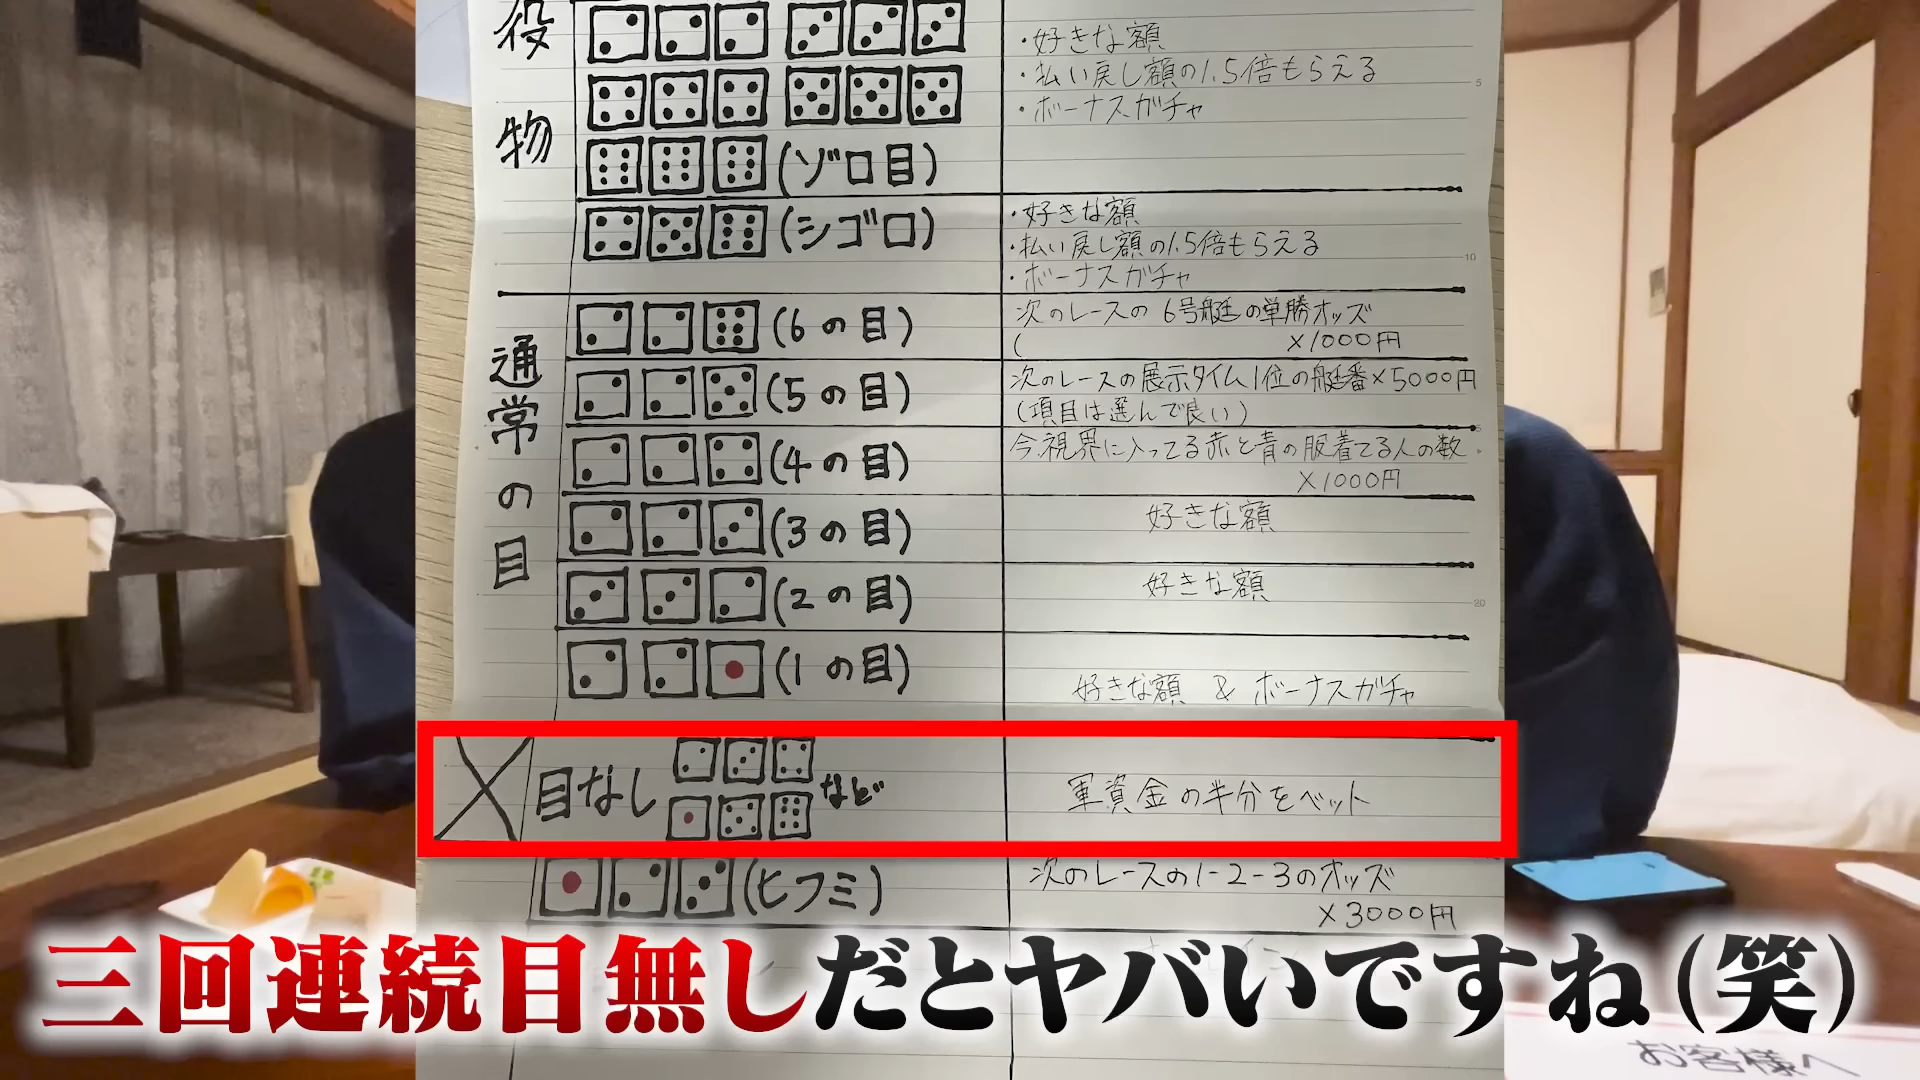 役物
・好きな額
・払い戻し額の1.5倍もらえる
・ボーナスガチャ
(ゾロ目)
(シゴロ)
・好きな額
・払い戻し額の1.5倍もらえる
・ボーナスガチャ
通常の目
(6の目)
次のレースの 6号艇の単勝オッズ
( ×1000円
(5の目)
次のレースの展示タイム1位の艇番×5000円
(項目は選んで良い)
(4の目)
今、視界に入ってる赤と青の服着てる人の数
×1000円
(3の目)
好きな額
(2の目)
好きな額
(1の目)
好きな額 & ボーナスガチャ
目なし など
軍資金の半分をベット
(ヒフミ)
次のレースの1-2-3のオッズ
×3000円
三回連続目無しだとヤバいですね(笑)
お客様へ
5
10
20